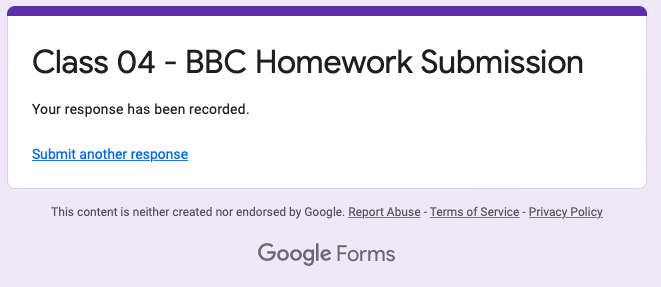 Class 04 - BBC Homework Submission
Your response has been recorded.
Submit another response
This content is neither created nor endorsed by Google. Report Abuse - Terms of Service - Privacy Policy
Google Forms